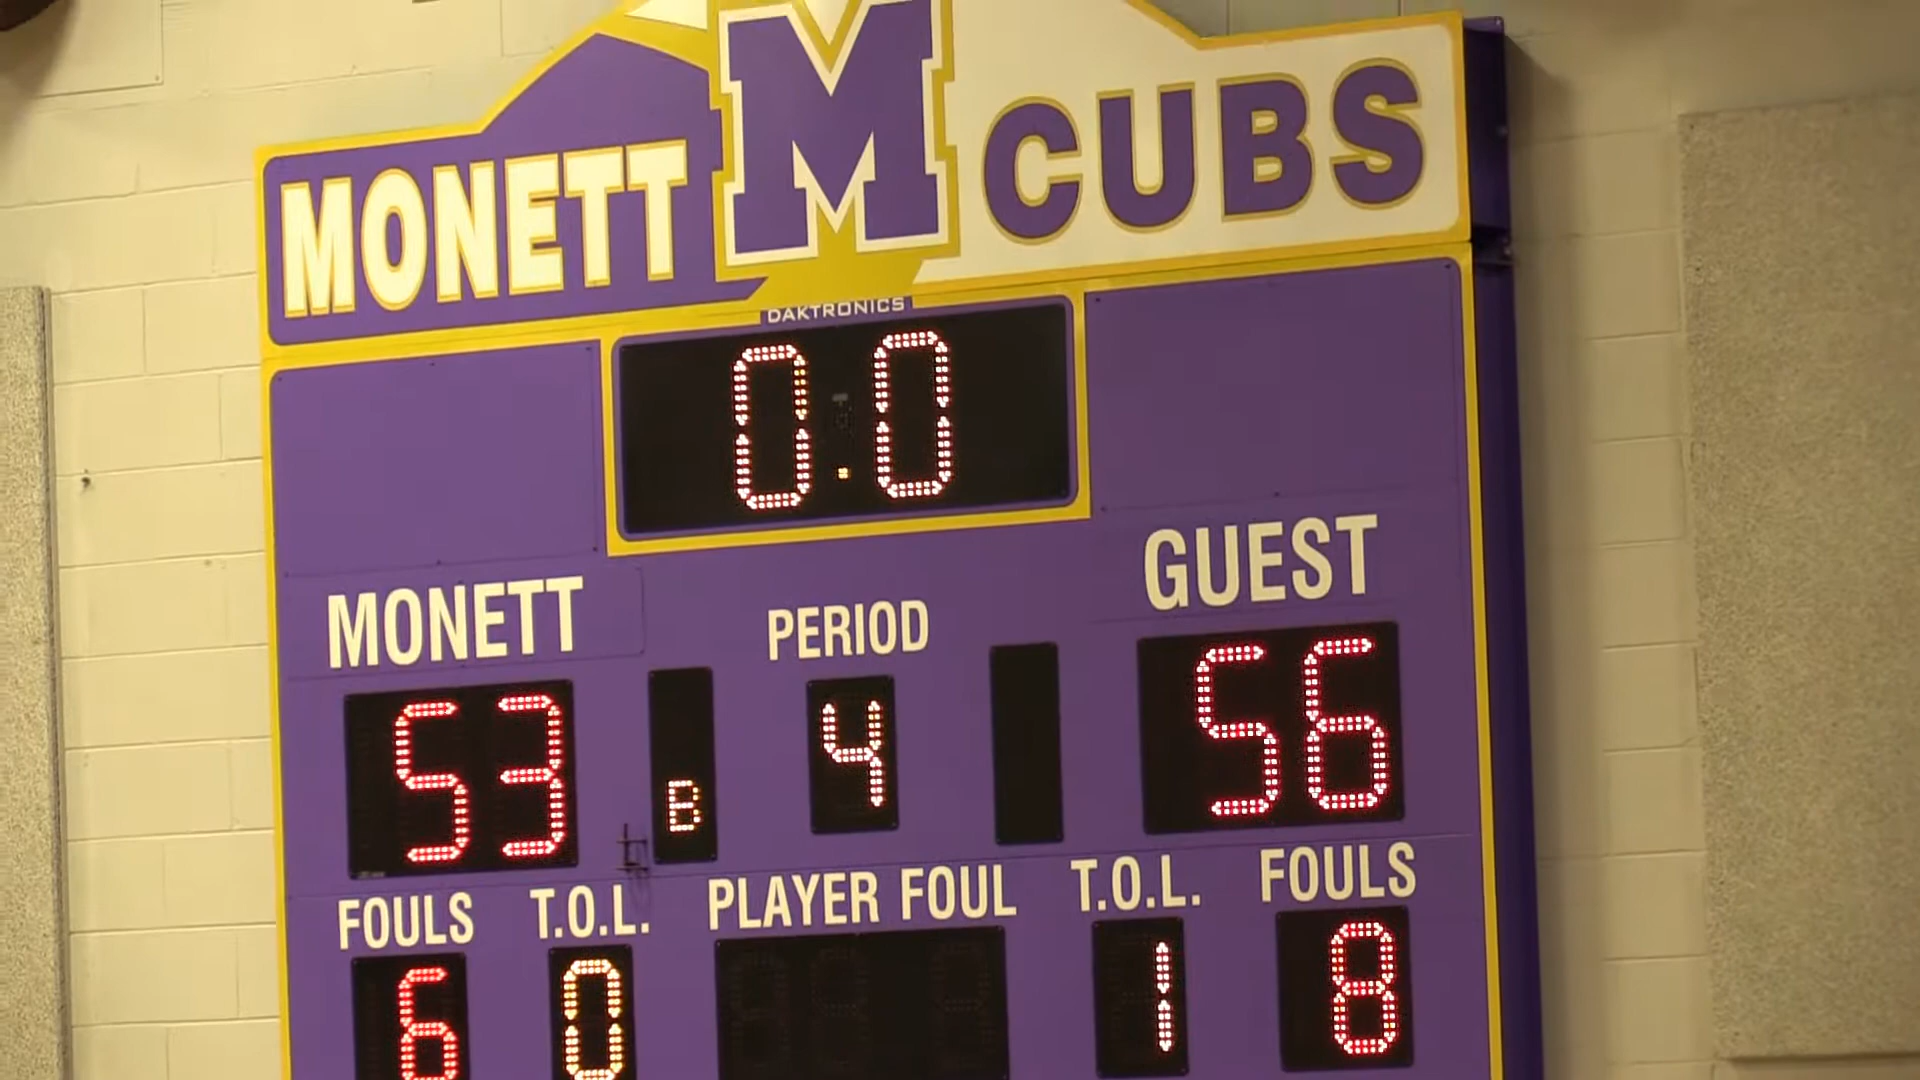 MONETT M CUBS
DAKTRONICS
0.0
MONETT PERIOD GUEST
53 B 4 56
FOULS T.O.L. PLAYER FOUL T.O.L. FOULS
6 0 1 8